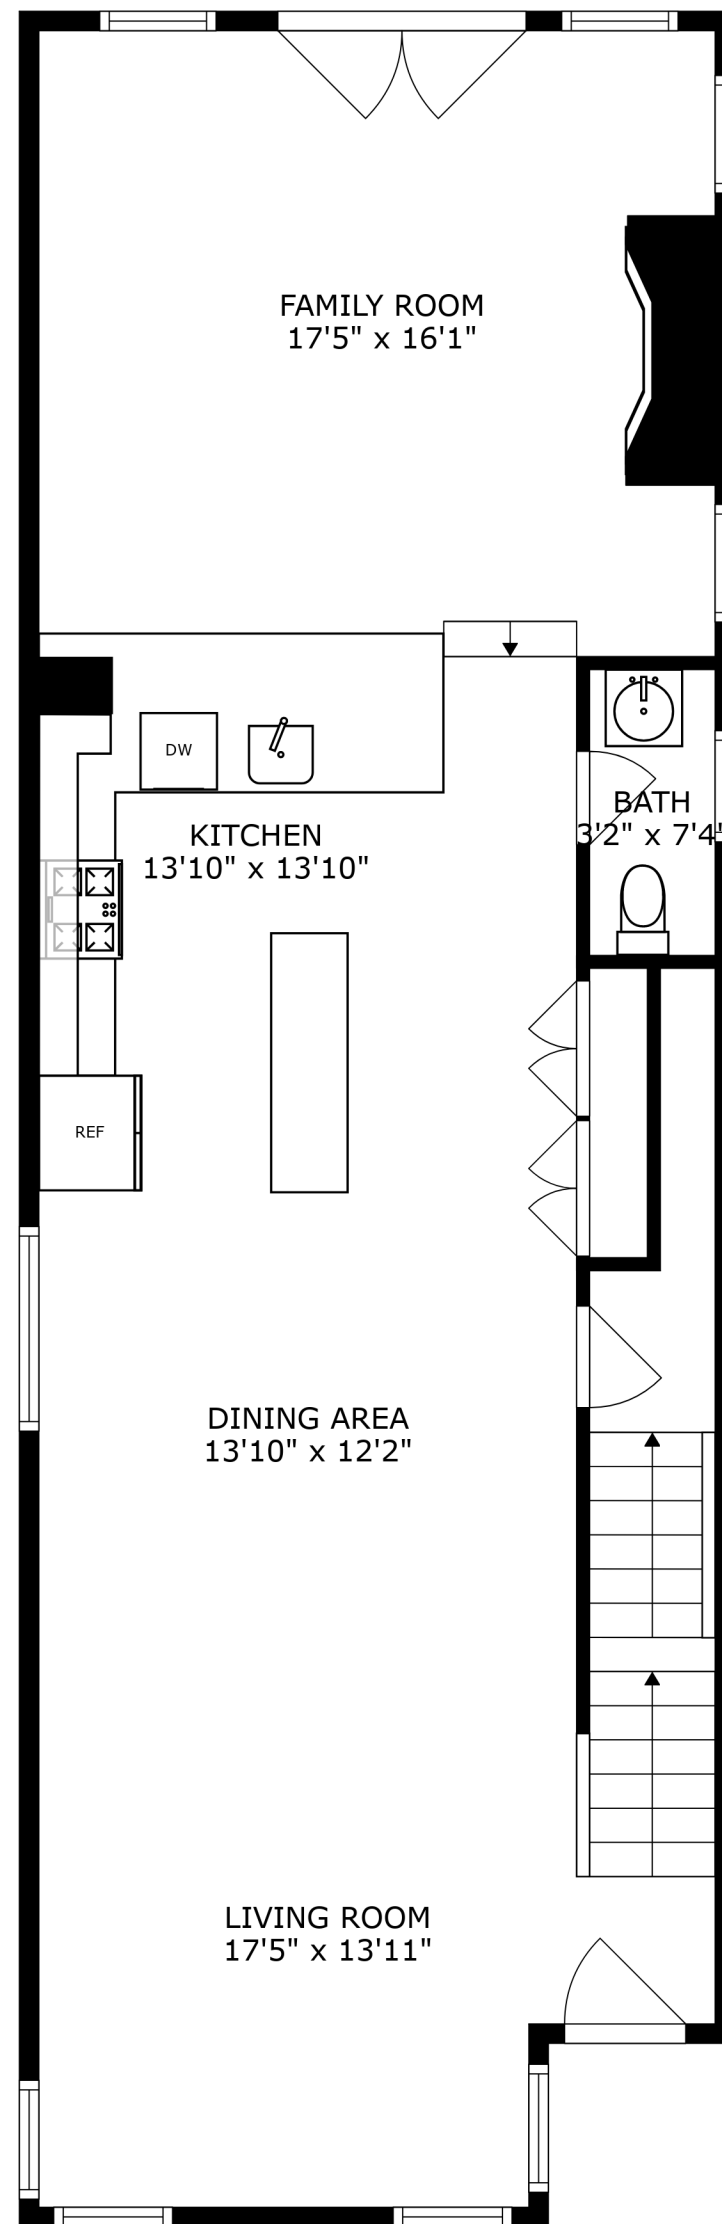 FAMILY ROOM
17'5" x 16'1"
DW
BATH
3'2" x 7'4"
KITCHEN
13'10" x 13'10"
REF
DINING AREA
13'10" x 12'2"
LIVING ROOM
17'5" x 13'11"